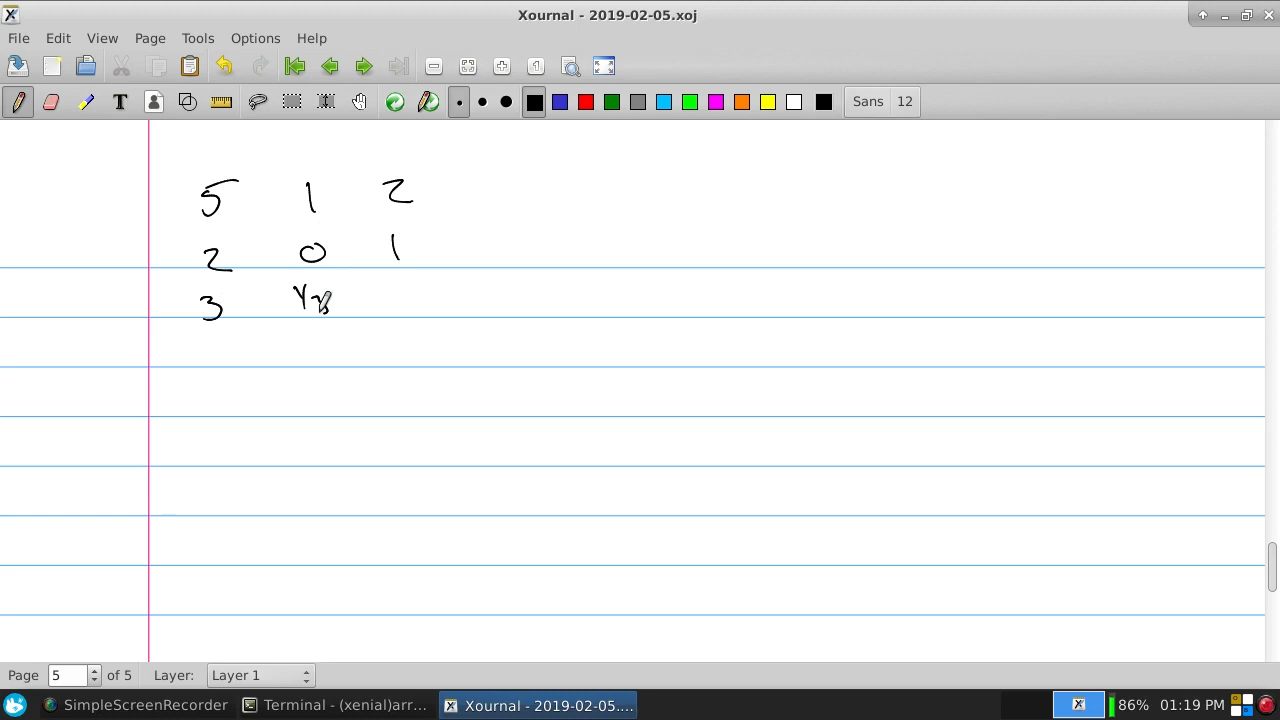 Xournal - 2019-02-05.xoj
File Edit View Page Tools Options Help
Sans 12
5 1 2
2 0 1
3
Page 5 of 5 Layer: Layer 1
SimpleScreenRecorder Terminal - (xenial)arr... Xournal - 2019-02-05.... 86% 01:19 PM